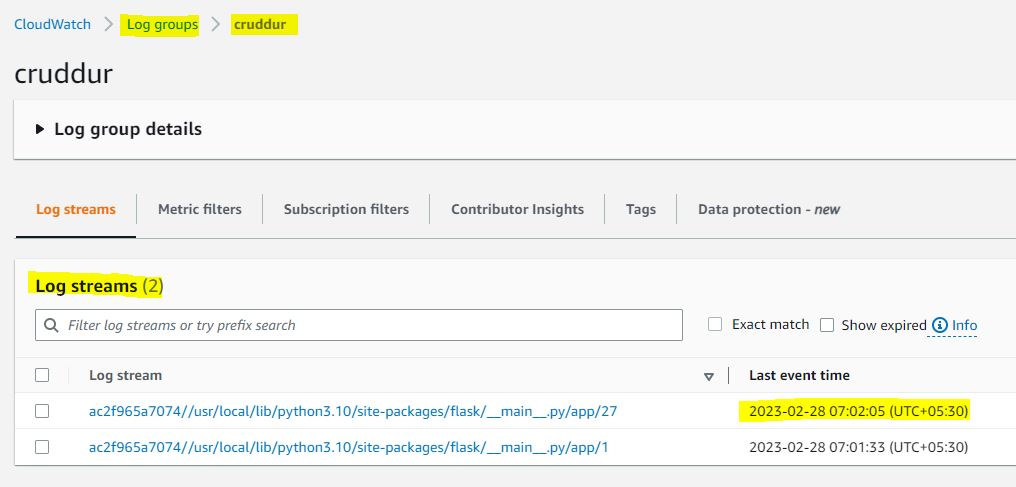 CloudWatch > Log groups > cruddur
cruddur
Log group details
Log streams Metric filters Subscription filters Contributor Insights Tags Data protection - new
Log streams (2)
Filter log streams or try prefix search Exact match Show expired Info
Log stream Last event time
ac2f965a7074//usr/local/lib/python3.10/site-packages/flask/__main__.py/app/27 2023-02-28 07:02:05 (UTC+05:30)
ac2f965a7074//usr/local/lib/python3.10/site-packages/flask/__main__.py/app/1 2023-02-28 07:01:33 (UTC+05:30)